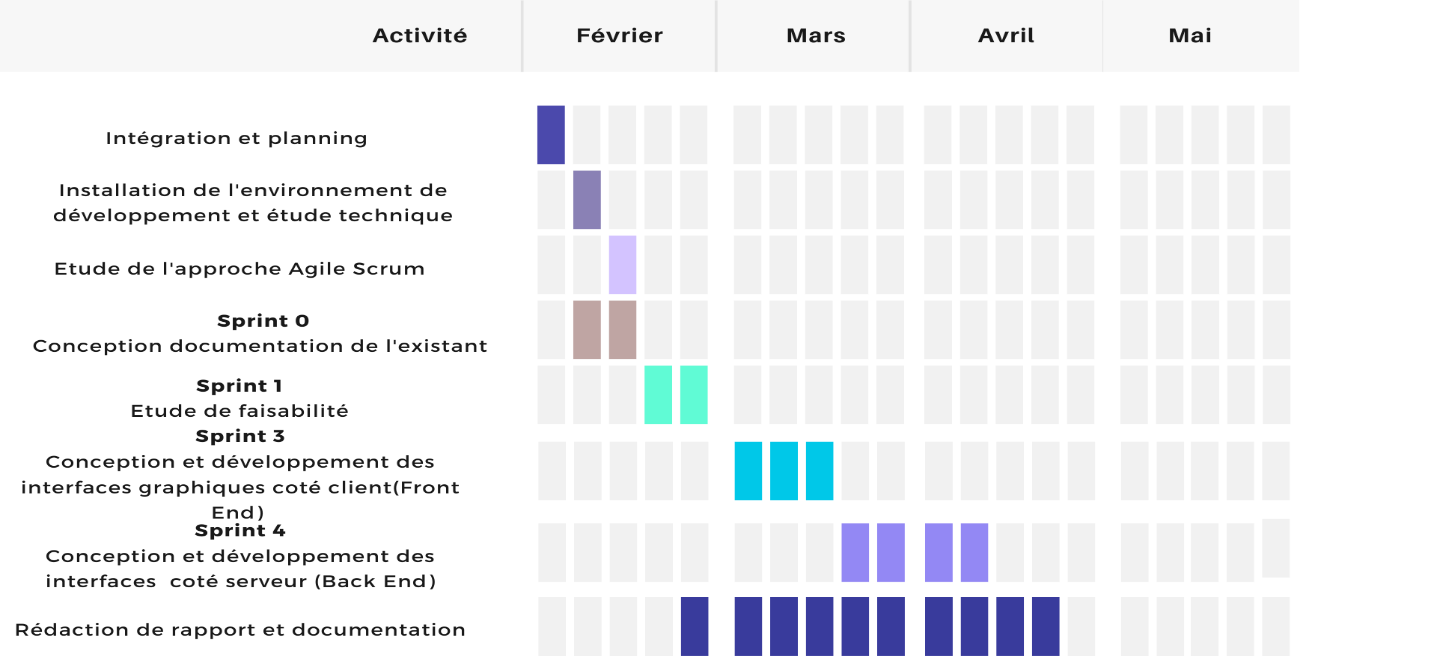 Activité Février Mars Avril Mai
Intégration et planning
Installation de l'environnement de
développement et étude technique
Etude de l'approche Agile Scrum
Sprint 0
Conception documentation de l'existant
Sprint 1
Etude de faisabilité
Sprint 3
Conception et développement des
interfaces graphiques coté client(Front
End)
Sprint 4
Conception et développement des
interfaces coté serveur (Back End)
Rédaction de rapport et documentation